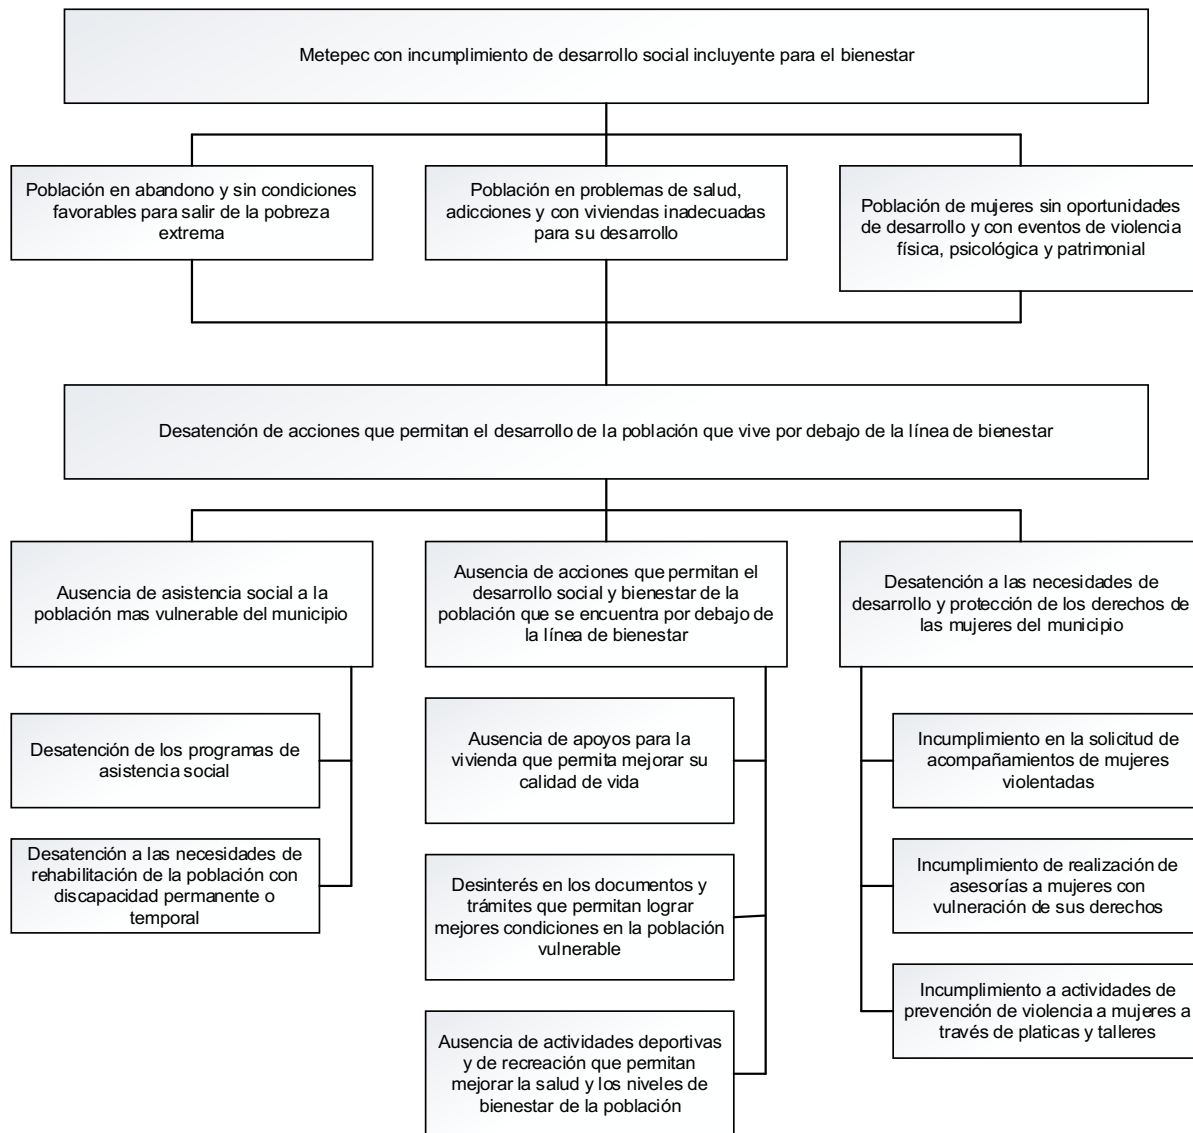 Metepec con incumplimiento de desarrollo social incluyente para el bienestar
Población en abandono y sin condiciones
favorables para salir de la pobreza
extrema
Población en problemas de salud,
adicciones y con viviendas inadecuadas
para su desarrollo
Población de mujeres sin oportunidades
de desarrollo y con eventos de violencia
física, psicológica y patrimonial
Desatención de acciones que permitan el desarrollo de la población que vive por debajo de la línea de bienestar
Ausencia de asistencia social a la
población mas vulnerable del municipio
Ausencia de acciones que permitan el
desarrollo social y bienestar de la
población que se encuentra por debajo de
la línea de bienestar
Desatención a las necesidades de
desarrollo y protección de los derechos de
las mujeres del municipio
Desatención de los programas de
asistencia social
Desatención a las necesidades de
rehabilitación de la población con
discapacidad permanente o
temporal
Ausencia de apoyos para la
vivienda que permita mejorar su
calidad de vida
Desinterés en los documentos y
trámites que permitan lograr
mejores condiciones en la población
vulnerable
Ausencia de actividades deportivas
y de recreación que permitan
mejorar la salud y los niveles de
bienestar de la población
Incumplimiento en la solicitud de
acompañamientos de mujeres
violentadas
Incumplimiento de realización de
asesorías a mujeres con
vulneración de sus derechos
Incumplimiento a actividades de
prevención de violencia a mujeres a
través de platicas y talleres